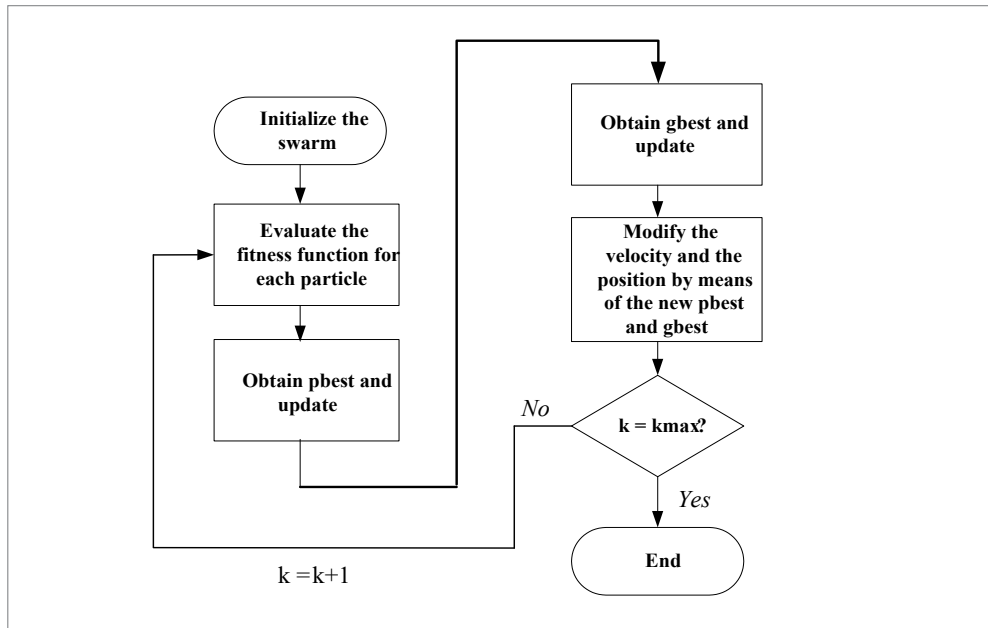 Initialize the
swarm
Evaluate the
fitness function for
each particle
Obtain pbest and
update
Obtain gbest and
update
Modify the
velocity and the
position by means
of the new pbest
and gbest
k = kmax?
No
Yes
End
k =k+1